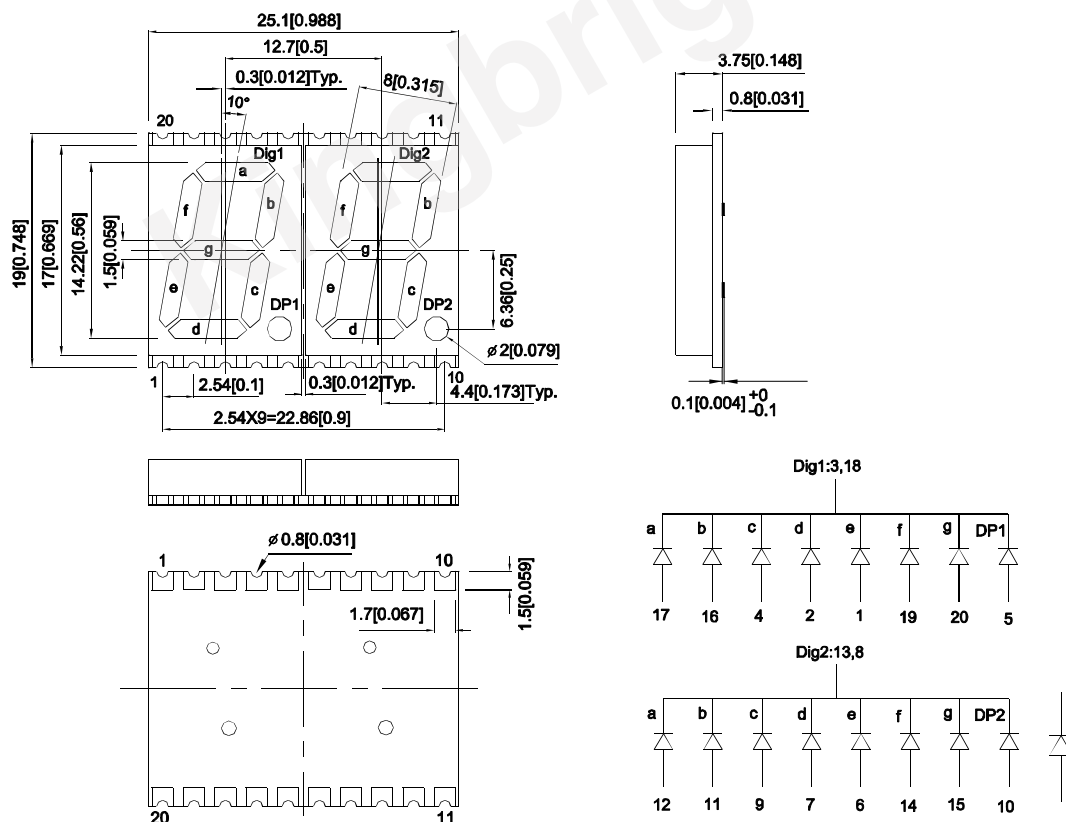 25.1[0.988]
12.7[0.5]
0.3[0.012]Typ.
8[0.315]
10°
20
11
Dig1
Dig2
a
f
b
g
e
c
d
DP1
f
b
g
e
c
d
DP2
19[0.748]
17[0.669]
14.22[0.56]
1.5[0.059]
6.36[0.25]
ø2[0.079]
1
2.54[0.1]
0.3[0.012]Typ.
10
4.4[0.173]Typ.
2.54X9=22.86[0.9]
3.75[0.148]
0.8[0.031]
0.1[0.004] +0 -0.1
Kingbrig
1
ø0.8[0.031]
10
1.7[0.067]
1.5[0.059]
20
11
Dig1:3,18
a b c d e f g DP1
17 16 4 2 1 19 20 5
Dig2:13,8
a b c d e f g DP2
12 11 9 7 6 14 15 10